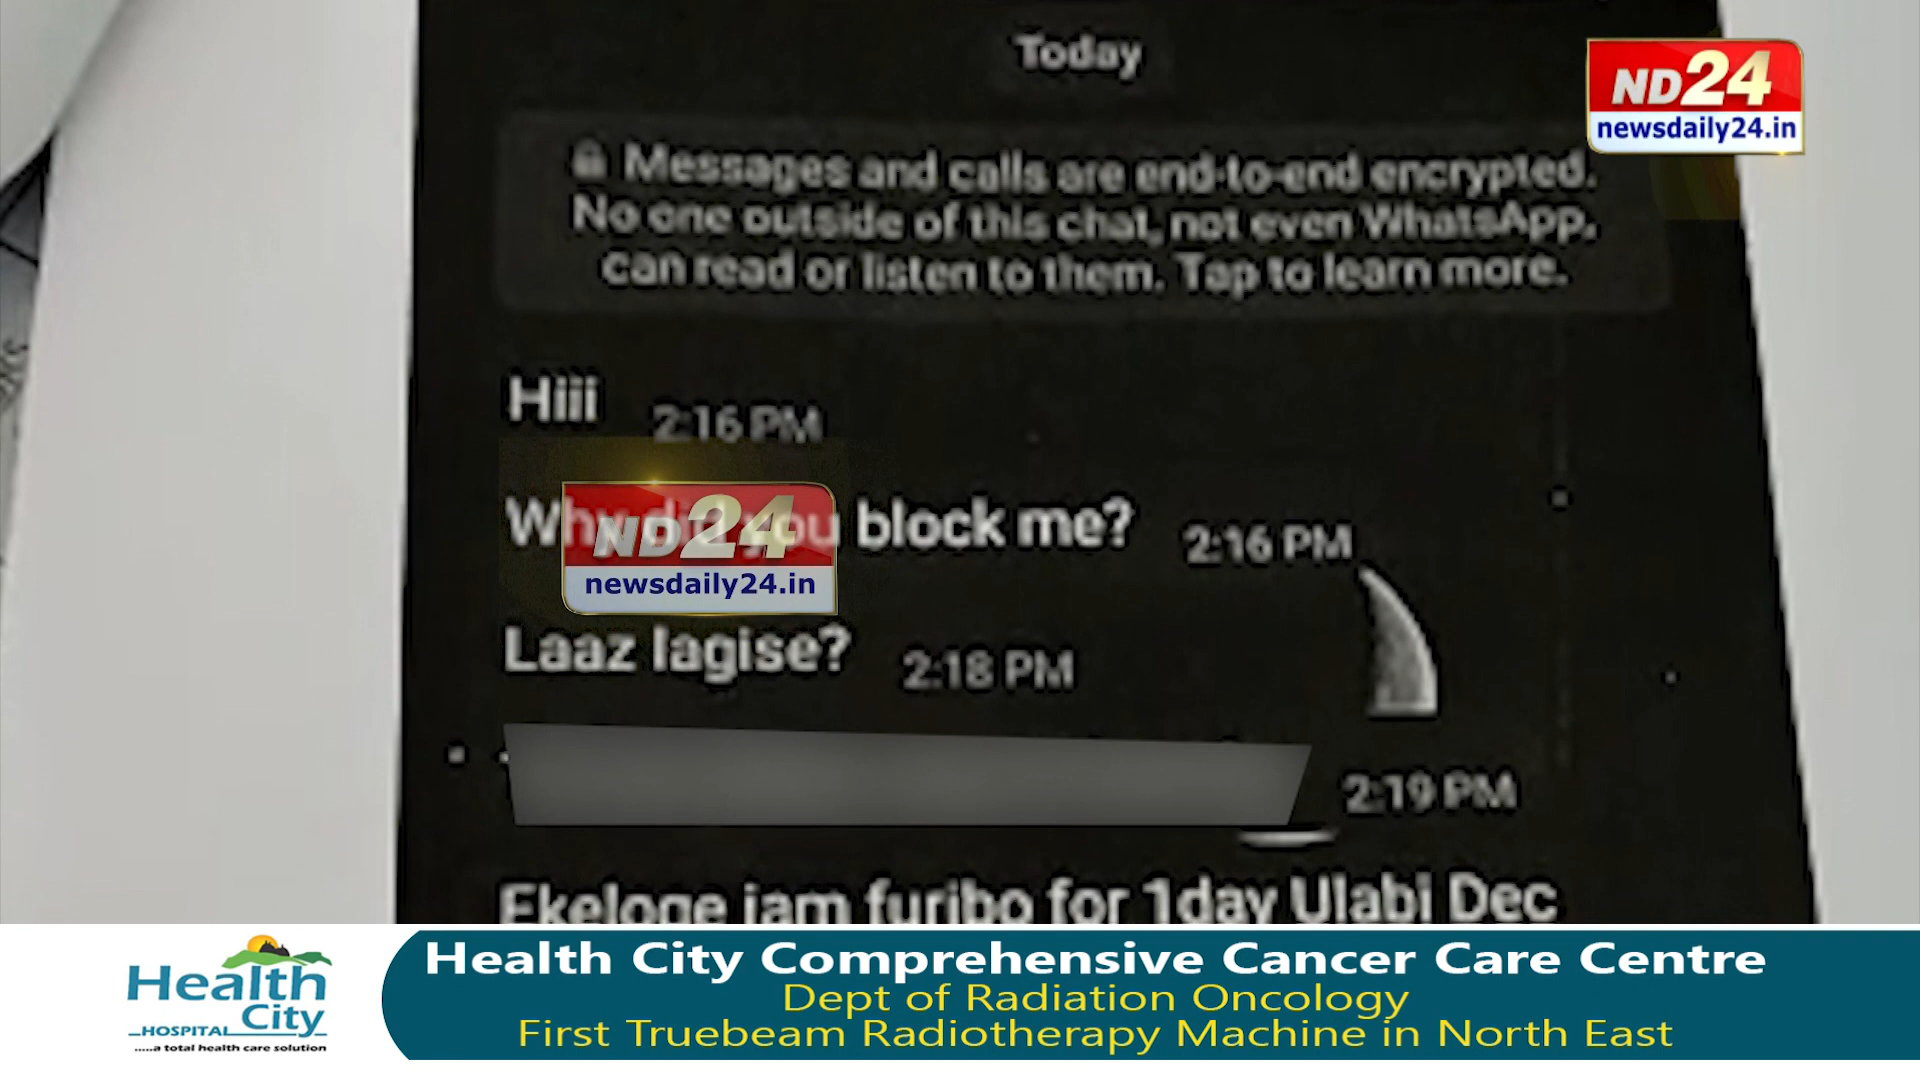 Today
ND24
newsdaily24.in
Messages and calls are end-to-end encrypted.
No one outside of this chat, not even WhatsApp,
can read or listen to them. Tap to learn more.
Hiii 2:16 PM
Why did you block me? 2:16 PM
ND24
newsdaily24.in
Laaz lagise? 2:18 PM
2:19 PM
Ekeloge jam furibo for 1day Ulabi Dec
Health City
HOSPITAL
.....a total health care solution
Health City Comprehensive Cancer Care Centre
Dept of Radiation Oncology
First Truebeam Radiotherapy Machine in North East